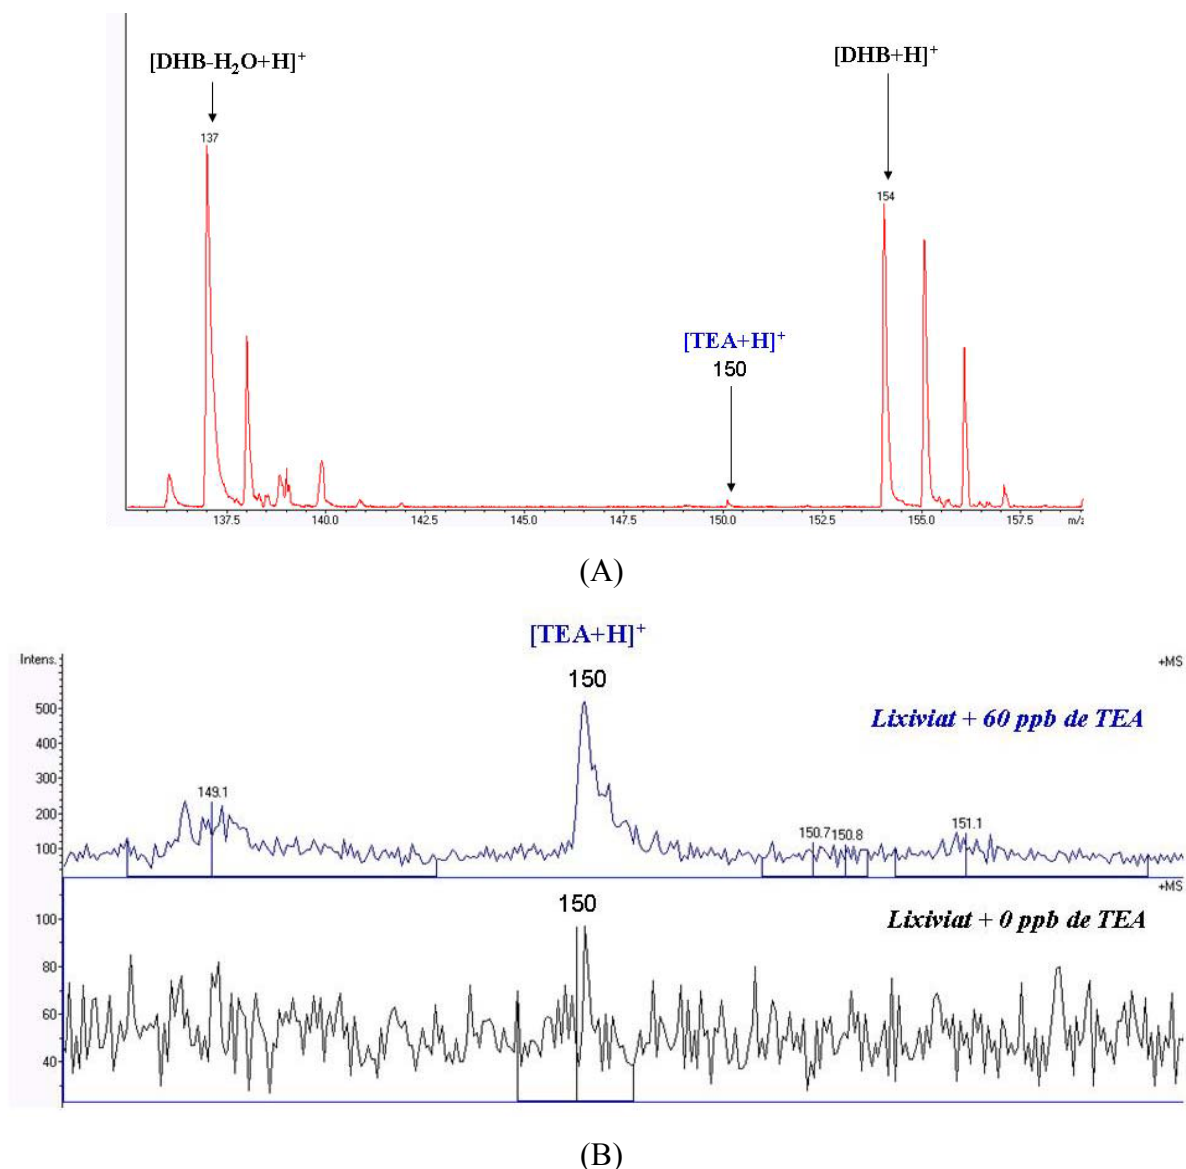 [DHB-H₂O+H]⁺
[DHB+H]⁺
137
154
[TEA+H]⁺
150
137.5 140.0 142.5 145.0 147.5 150.0 152.5 155.0 157.5 m/z
(A)
[TEA+H]⁺
Intens. +MS
150
Lixiviat + 60 ppb de TEA
500
400
300
149.1
200
150.7 150.8 151.1
100
+MS
150
Lixiviat + 0 ppb de TEA
100
80
60
40
(B)